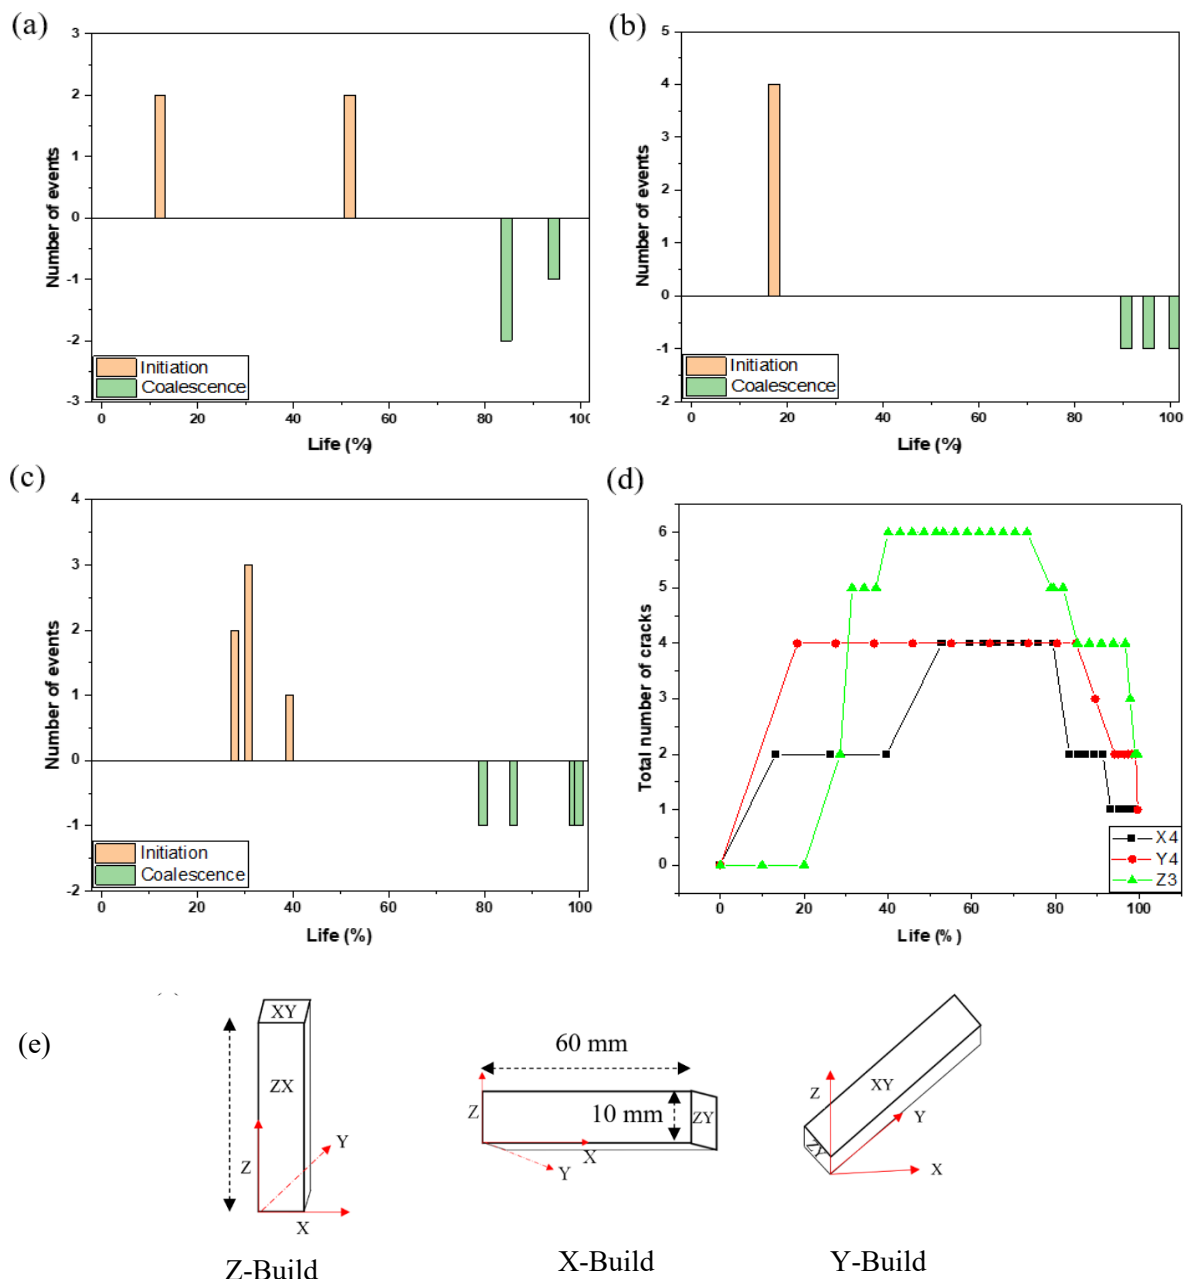 (a)
3
2
1
0
-1
-2
-3
Number of events
Initiation
Coalescence
0 20 40 60 80 100
Life (%)
(b)
5
4
3
2
1
0
-1
-2
Number of events
Initiation
Coalescence
0 20 40 60 80 100
Life (%)
(c)
4
3
2
1
0
-1
-2
Number of events
Initiation
Coalescence
0 20 40 60 80 100
Life (%)
(d)
6
5
4
3
2
1
0
Total number of cracks
X4
Y4
Z3
0 20 40 60 80 100
Life (%)
(e)
XY
ZX
Y
Z
X
Z-Build
60 mm
10 mm
Z
ZY
X
Y
X-Build
Z
XY
Y
ZY
X
Y-Build